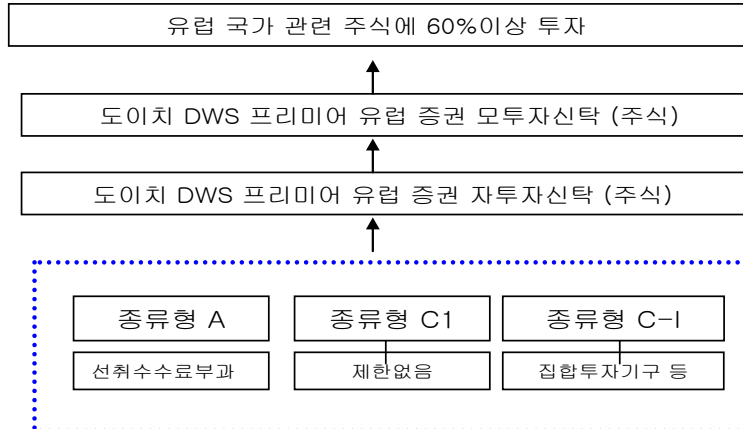 유럽 국가 관련 주식에 60%이상 투자
도이치 DWS 프리미어 유럽 증권 모투자신탁 (주식)
도이치 DWS 프리미어 유럽 증권 자투자신탁 (주식)
종류형 A 종류형 C1 종류형 C-I
선취수수료부과 제한없음 집합투자기구 등